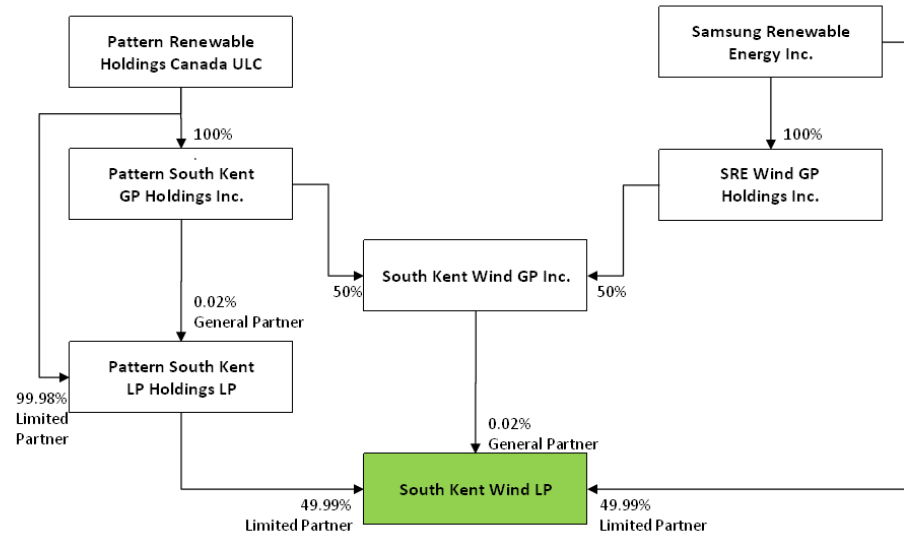 Pattern Renewable
Holdings Canada ULC
Samsung Renewable
Energy Inc.
100%
100%
Pattern South Kent
GP Holdings Inc.
SRE Wind GP
Holdings Inc.
South Kent Wind GP Inc.
50%
50%
0.02%
General Partner
Pattern South Kent
LP Holdings LP
99.98%
Limited
Partner
0.02%
General Partner
South Kent Wind LP
49.99%
Limited Partner
49.99%
Limited Partner